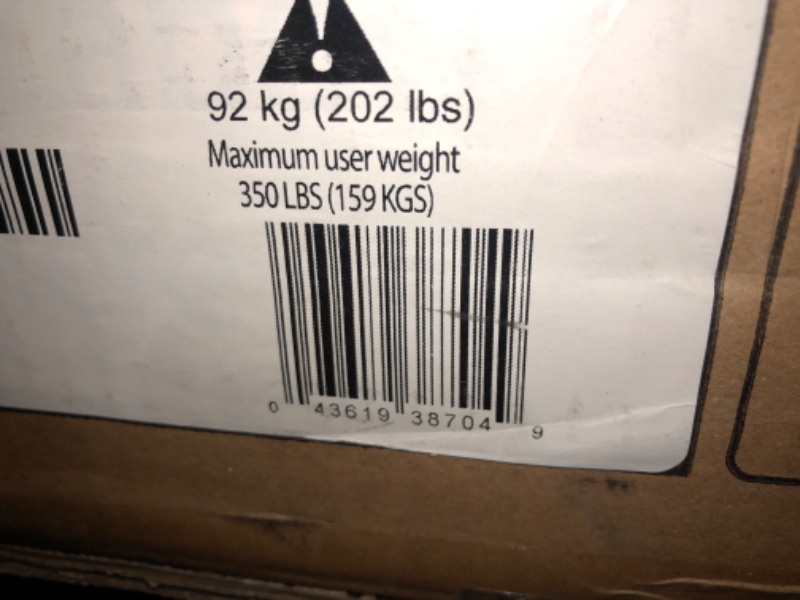 92 kg (202 lbs)
Maximum user weight
350 LBS (159 KGS)
0 43619 38704 9